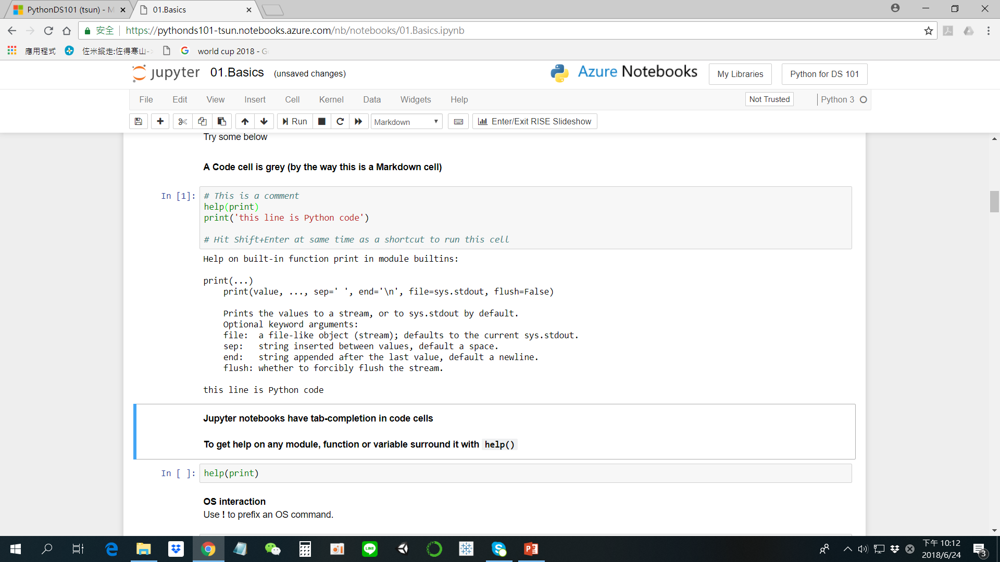 PythonDS101 (tsun) - M
01.Basics
安全
https://pythonds101-tsun.notebooks.azure.com/nb/notebooks/01.Basics.ipynb
應用程式
佐米縱走:佐得寒山-
world cup 2018 - G
jupyter
01.Basics
(unsaved changes)
Azure Notebooks
My Libraries
Python for DS 101
File
Edit
View
Insert
Cell
Kernel
Data
Widgets
Help
Not Trusted
Python 3
Run
Markdown
Enter/Exit RISE Slideshow
Try some below
A Code cell is grey (by the way this is a Markdown cell)
In [1]:
# This is a comment
help(print)
print('this line is Python code')
# Hit Shift+Enter at same time as a shortcut to run this cell
Help on built-in function print in module builtins:
print(...)
print(value, ..., sep=' ', end='\n', file=sys.stdout, flush=False)
Prints the values to a stream, or to sys.stdout by default.
Optional keyword arguments:
file:  a file-like object (stream); defaults to the current sys.stdout.
sep:   string inserted between values, default a space.
end:   string appended after the last value, default a newline.
flush: whether to forcibly flush the stream.
this line is Python code
Jupyter notebooks have tab-completion in code cells
To get help on any module, function or variable surround it with help()
In [ ]:
help(print)
OS interaction
Use ! to prefix an OS command.
LINE
下午 10:12
2018/6/24
3